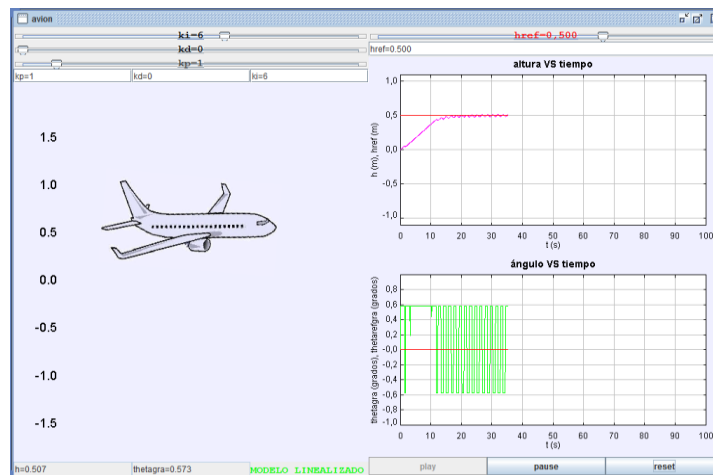 avion
ki=6
kd=0
kp=1
kp=1 kd=0 ki=6
1.5
1.0
0.5
0.0
-0.5
-1.0
-1.5
h=0.507 thetagra=0.573 MODELO LINEALIZADO
href=0,500
href=0.500
altura VS tiempo
h (m), href (m)
1,0
0,5
0,0
-0,5
-1,0
0 10 20 30 40 50 60 70 80 90 100
t (s)
ángulo VS tiempo
thetagra (grados), thetarefgra (grados)
0,8
0,6
0,4
0,2
-0,0
-0,2
-0,4
-0,6
-0,8
-1,0
0 10 20 30 40 50 60 70 80 90 100
t (s)
play pause reset